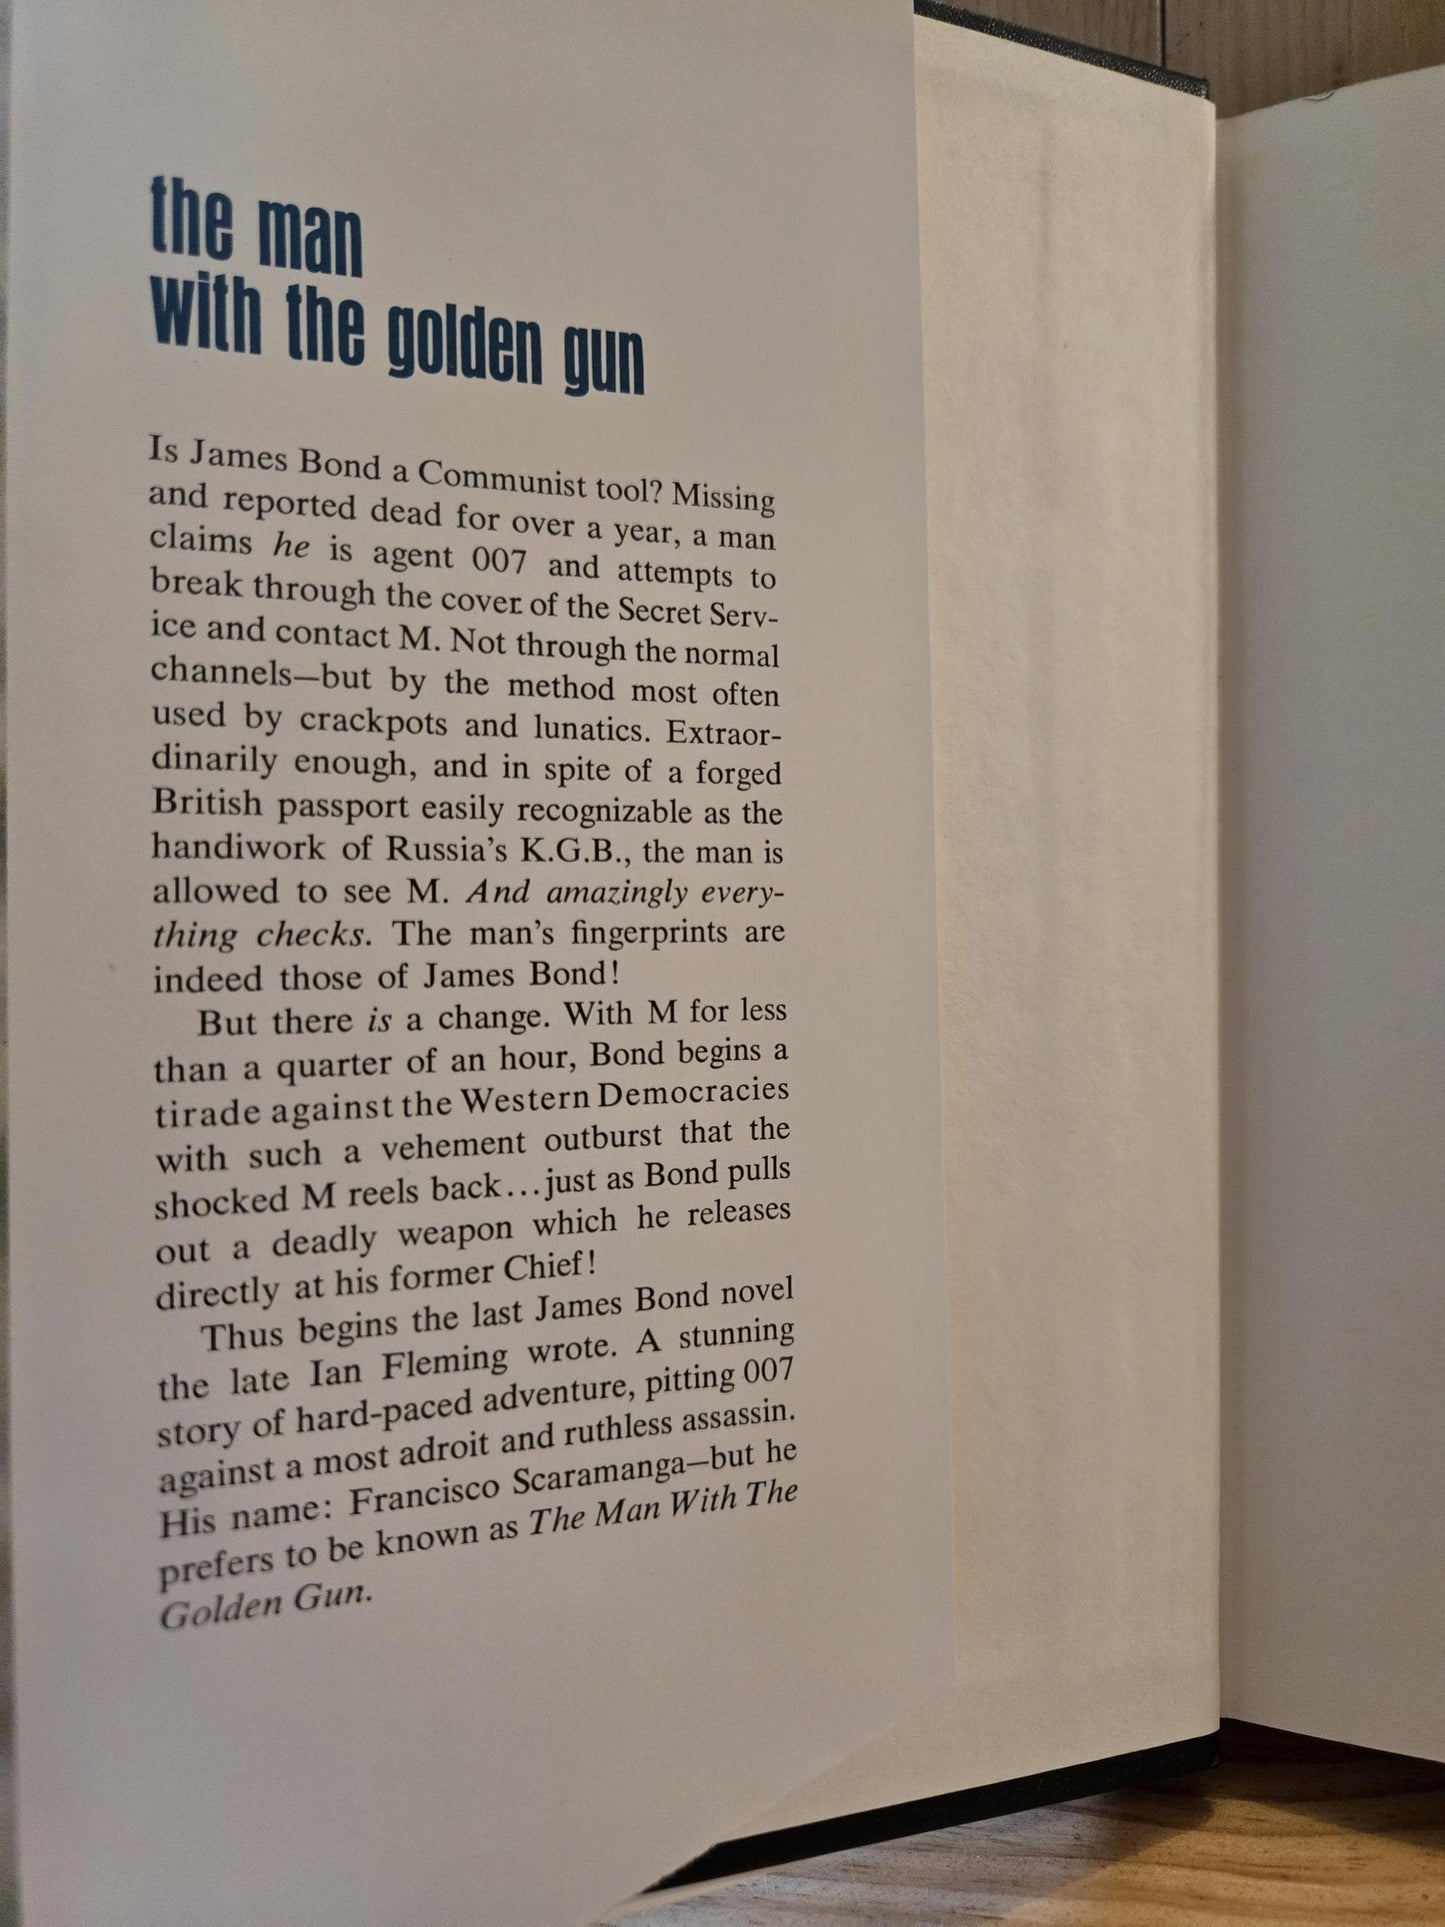 the man
with the golden gun
Is James Bond a Communist tool? Missing
and reported dead for over a year, a man
claims he is agent 007 and attempts to
break through the cover of the Secret Serv-
ice and contact M. Not through the normal
channels—but by the method most often
used by crackpots and lunatics. Extraor-
dinarily enough, and in spite of a forged
British passport easily recognizable as the
handiwork of Russia's K.G.B., the man is
allowed to see M. And amazingly every-
thing checks. The man's fingerprints are
indeed those of James Bond!
But there is a change. With M for less
than a quarter of an hour, Bond begins a
tirade against the Western Democracies
with such a vehement outburst that the
shocked M reels back...just as Bond pulls
out a deadly weapon which he releases
directly at his former Chief!
Thus begins the last James Bond novel
the late Ian Fleming wrote. A stunning
story of hard-paced adventure, pitting 007
against a most adroit and ruthless assassin.
His name: Francisco Scaramanga—but he
prefers to be known as The Man With The
Golden Gun.